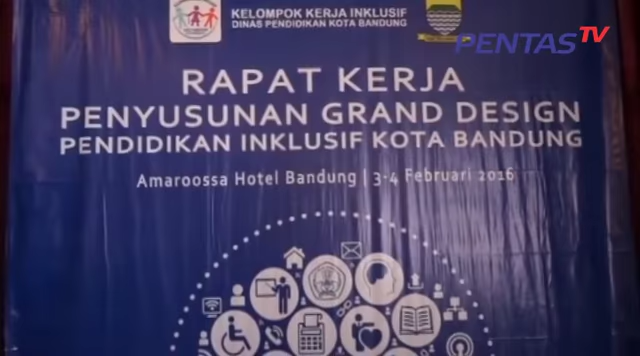 KELOMPOK KERJA INKLUSIF
DINAS PENDIDIKAN KOTA BANDUNG
PENTAS TV
RAPAT KERJA
PENYUSUNAN GRAND DESIGN
PENDIDIKAN INKLUSIF KOTA BANDUNG
Amaroossa Hotel Bandung | 3-4 Februari 2016